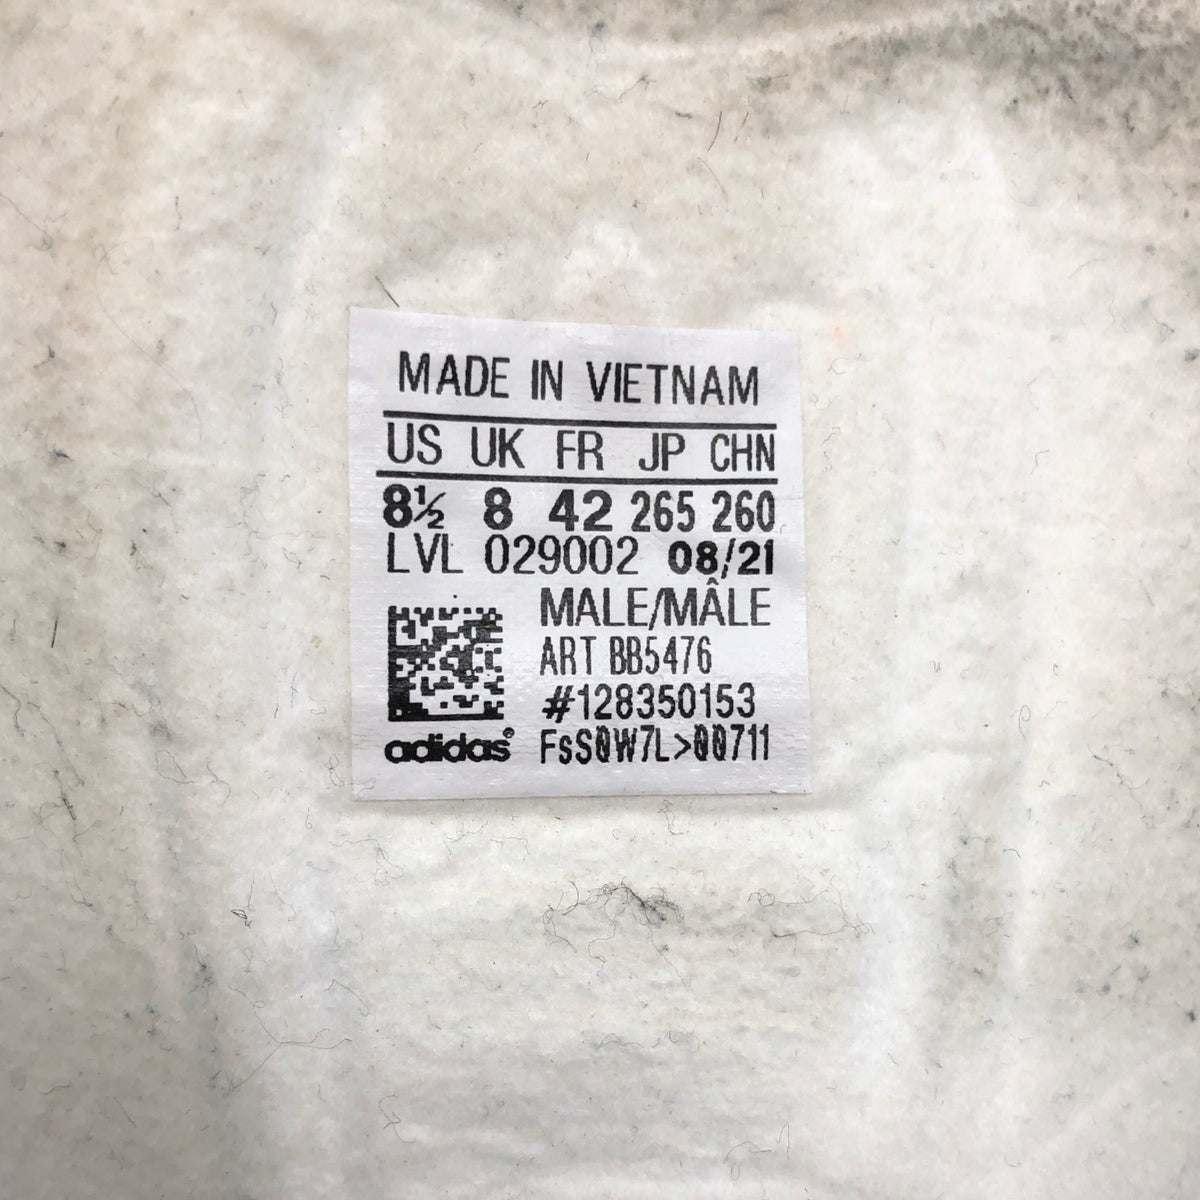 MADE IN VIETNAM
US UK FR JP CHN
8½ 8 42 265 260
LVL 029002 08/21
MALE/MÂLE
ART BB5476
#128350153
adidas® FsS0W7L>00711